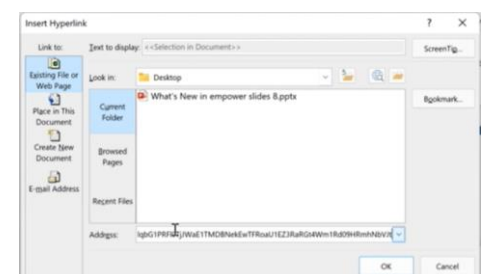 Insert Hyperlink ? ×
Link to: Text to display: <<Selection in Document>> ScreenTip...
Existing File or Web Page
Look in: Desktop
Place in This Document
Current Folder
What's New in empower slides 8.pptx
Bookmark...
Create New Document
Browsed Pages
E-mail Address
Recent Files
Address:
OK Cancel